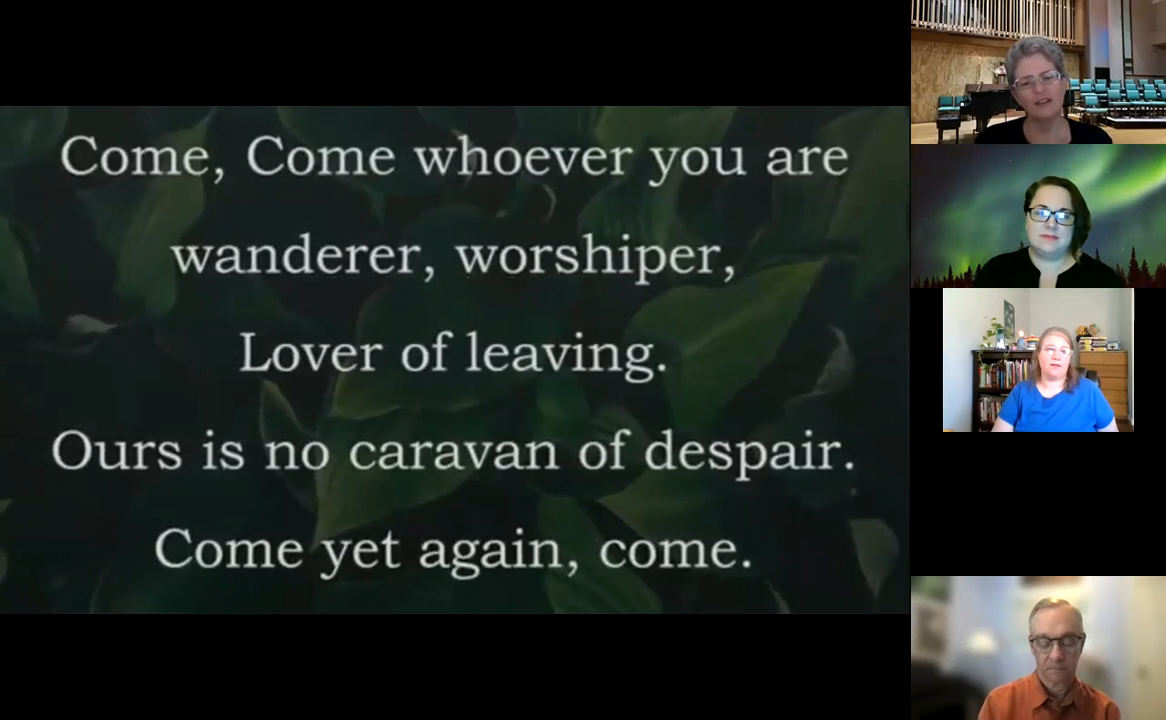 Come, Come whoever you are
wanderer, worshiper,
Lover of leaving.
Ours is no caravan of despair.
Come yet again, come.